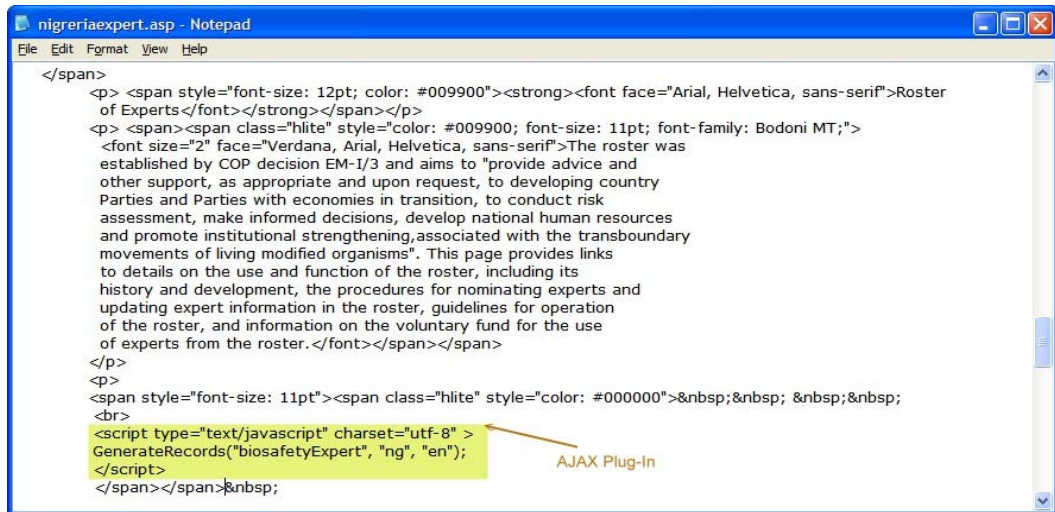 nigreriaexpert.asp - Notepad
File Edit Format View Help
</span>
<p> <span style="font-size: 12pt; color: #009900"><strong><font face="Arial, Helvetica, sans-serif">Roster
of Experts</font></strong></span></p>
<p> <span><span class="hlite" style="color: #009900; font-size: 11pt; font-family: Bodoni MT;">
<font size="2" face="Verdana, Arial, Helvetica, sans-serif">The roster was
established by COP decision EM-I/3 and aims to "provide advice and
other support, as appropriate and upon request, to developing country
Parties and Parties with economies in transition, to conduct risk
assessment, make informed decisions, develop national human resources
and promote institutional strengthening,associated with the transboundary
movements of living modified organisms". This page provides links
to details on the use and function of the roster, including its
history and development, the procedures for nominating experts and
updating expert information in the roster, guidelines for operation
of the roster, and information on the voluntary fund for the use
of experts from the roster.</font></span></span>
</p>
<p>
<span style="font-size: 11pt"><span class="hlite" style="color: #000000">&nbsp;&nbsp; &nbsp;&nbsp;
<br>
<script type="text/javascript" charset="utf-8" >
GenerateRecords("biosafetyExpert", "ng", "en");
</script>
AJAX Plug-In
</span></span>&nbsp;